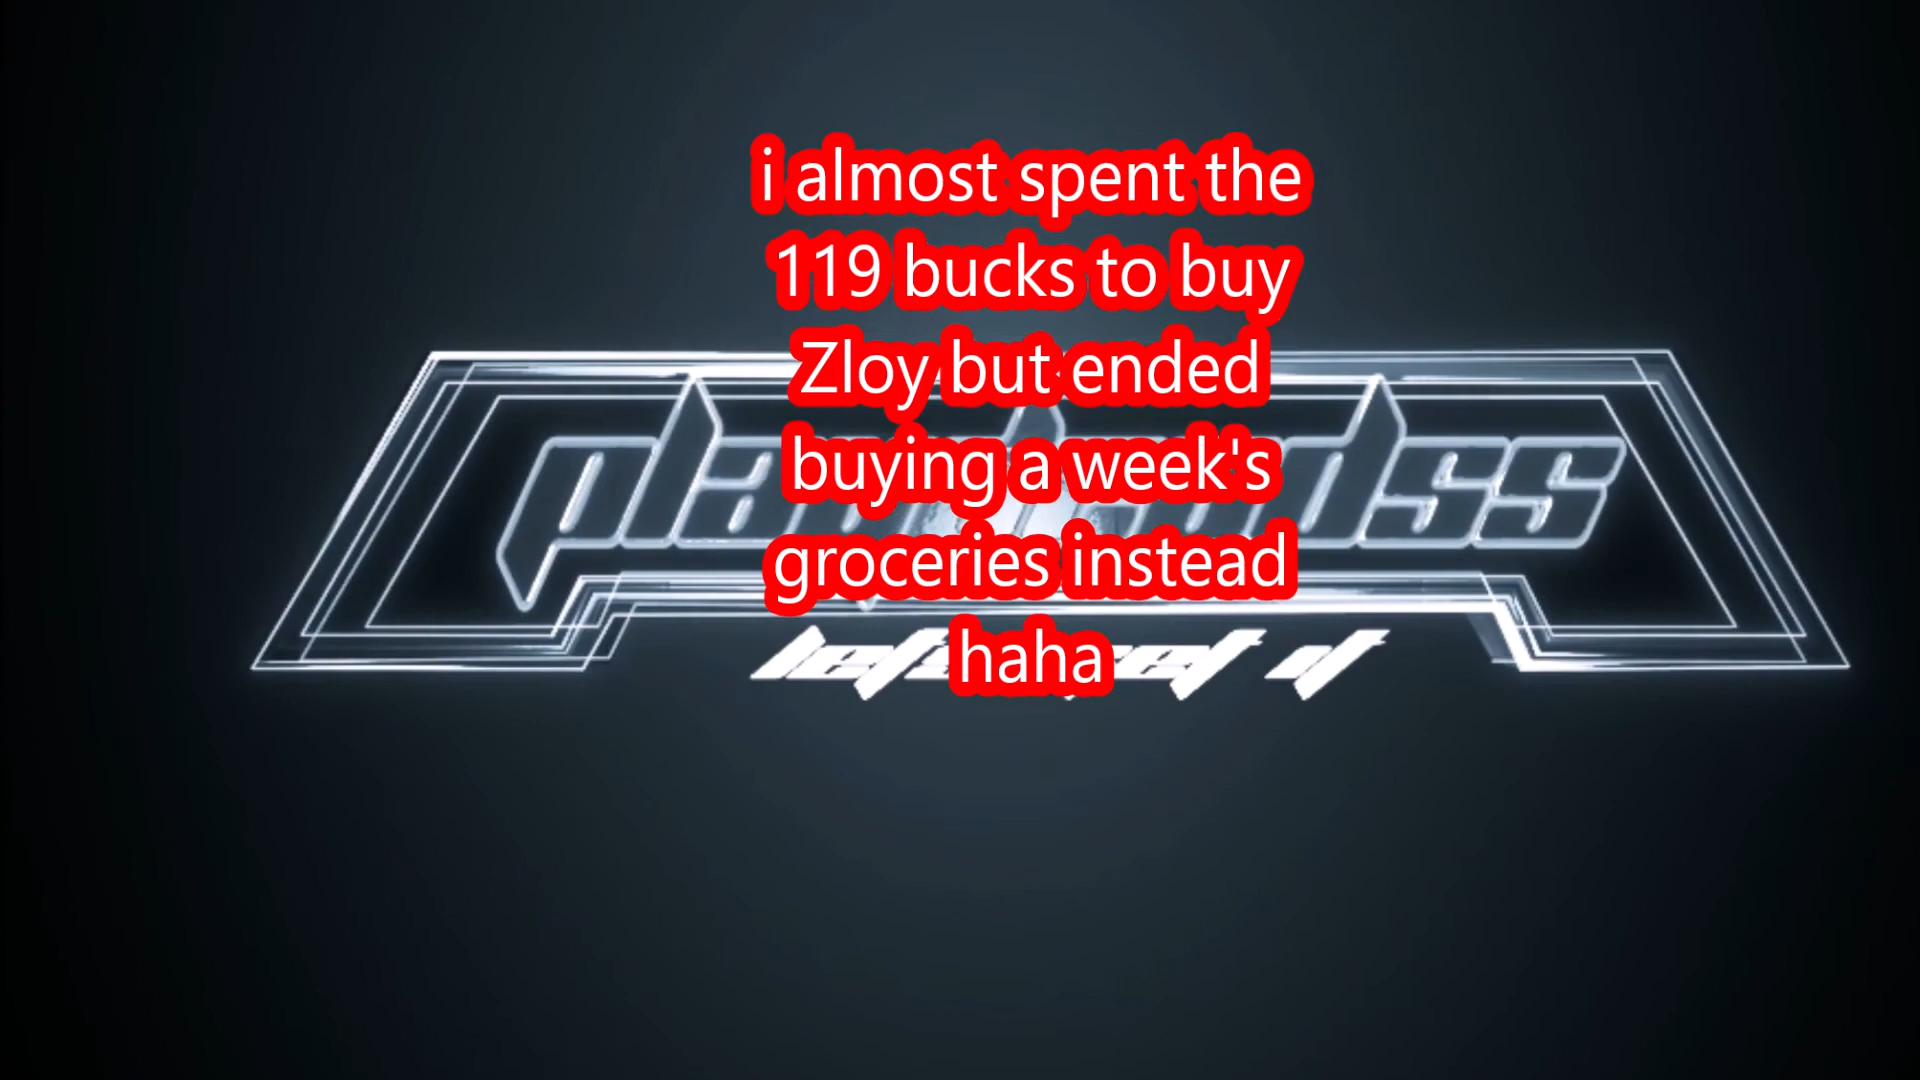 i almost spent the
119 bucks to buy
Zloy but ended
buying a week's
groceries instead
haha